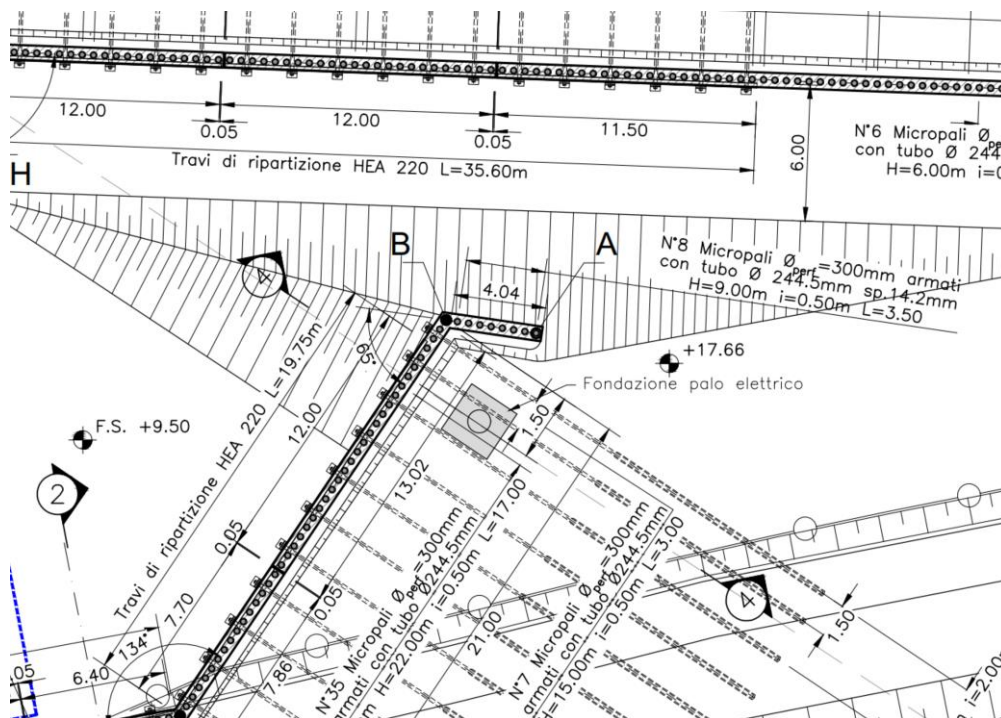 12.00
0.05
12.00
0.05
11.50
6.00
Travi di ripartizione HEA 220 L=35.60m
N°6 Micropali Ø
con tubo Ø 244
H=6.00m
H
B
A
4.04
N°8 Micropali Øperf=300mm armati
con tubo Ø 244.5mm sp.14.2mm
H=9.00m i=0.50m L=3.50
4
+17.66
Fondazione palo elettrico
65°
Travi di ripartizione HEA 220 L=19.75m
12.00
0.05
7.70
F.S. +9.50
2
1.50
13.02
0.05
7.86
21.00
N°35 Micropali Øperf=300mm
armati con tubo Ø244.5mm
H=22.00m i=0.50m L=17.00
N°7 Micropali Øperf=300mm
armati con tubo Ø244.5mm
H=15.00m i=0.50m L=3.00
4
1.50
134°
6.40
.05
i=2.00